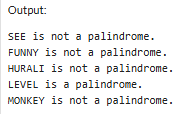 Output:
SEE is not a palindrome.
FUNNY is not a palindrome.
HURALI is not a palindrome.
LEVEL is a palindrome.
MONKEY is not a palindrome.